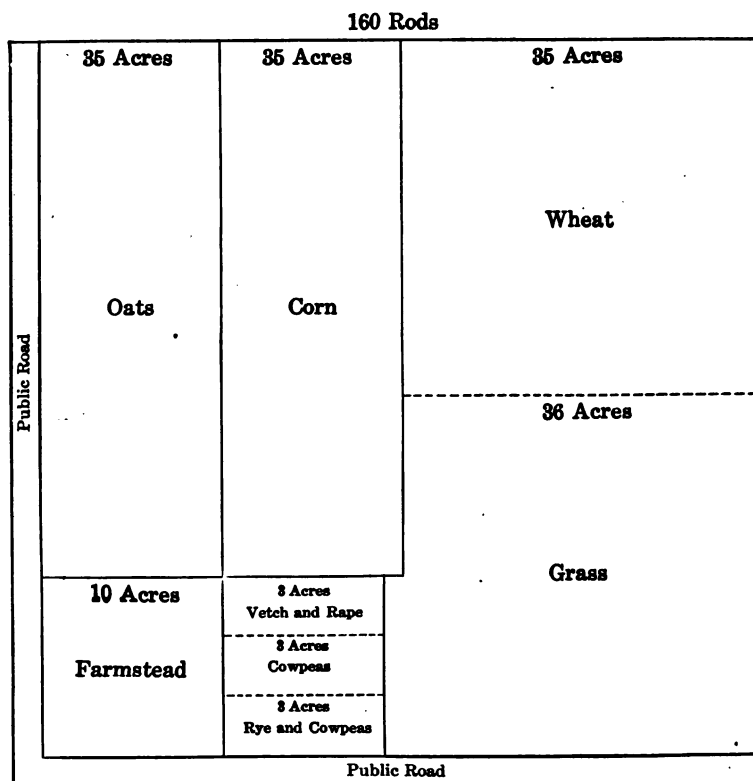 160 Rods
35 Acres
35 Acres
35 Acres
Wheat
Oats
Corn
Public Road
36 Acres
Grass
10 Acres
Farmstead
3 Acres
Vetch and Rape
3 Acres
Cowpeas
3 Acres
Rye and Cowpeas
Public Road